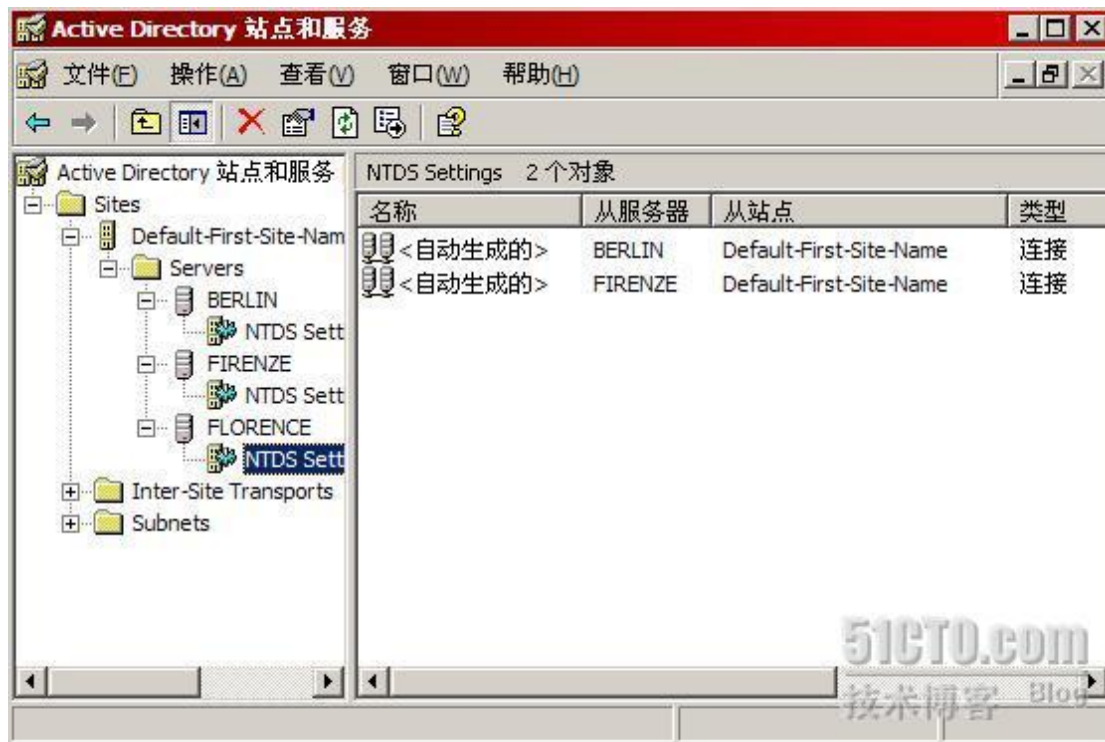 Active Directory 站点和服务
文件(F) 操作(A) 查看(V) 窗口(W) 帮助(H)
Active Directory 站点和服务
Sites
Default-First-Site-Nam
Servers
BERLIN
NTDS Sett
FIRENZE
NTDS Sett
FLORENCE
NTDS Sett
Inter-Site Transports
Subnets
NTDS Settings 2 个对象
名称 从服务器 从站点 类型
<自动生成的> BERLIN Default-First-Site-Name 连接
<自动生成的> FIRENZE Default-First-Site-Name 连接
51CTO.com
技术博客 Blog